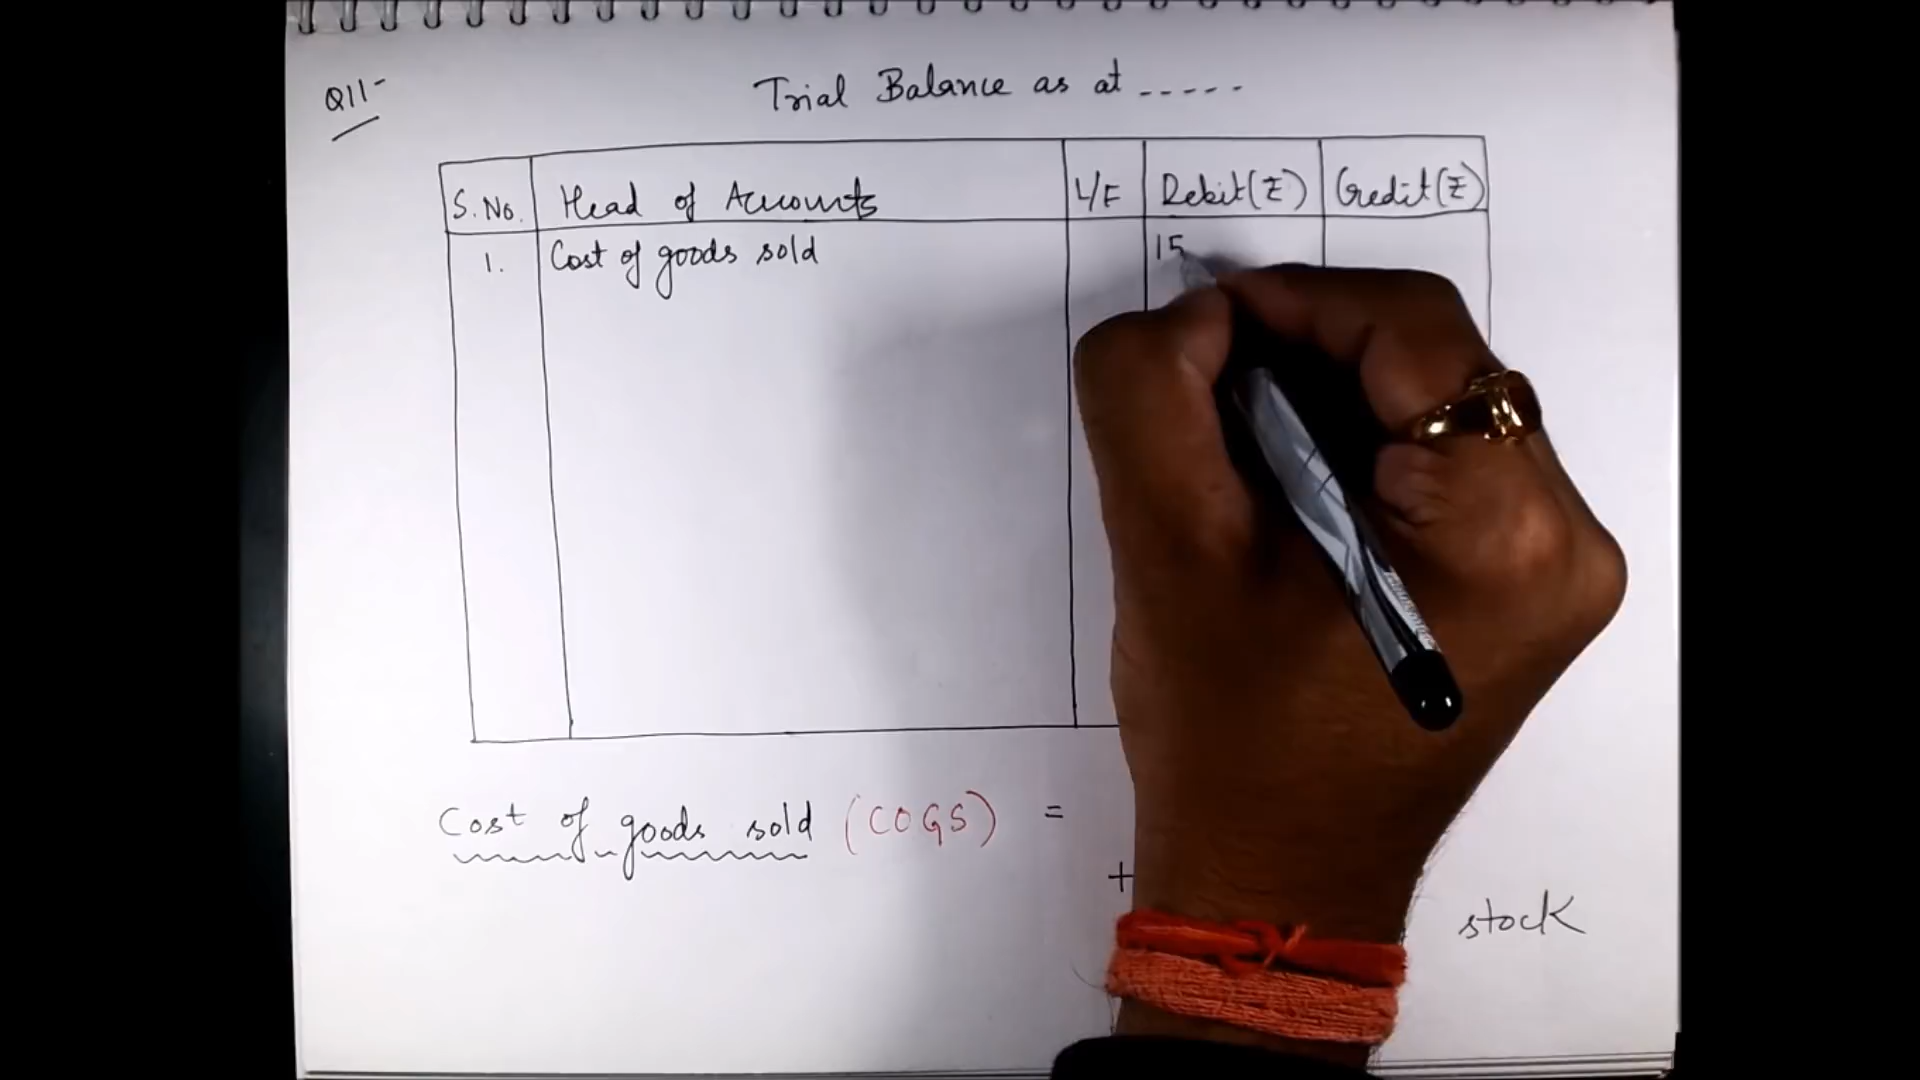 Q11-
Trial Balance as at -----
S.No. Head of Accounts L/F Debit(₹) Credit(₹)
1. Cost of goods sold 15
Cost of goods sold (COGS) =
+
stock